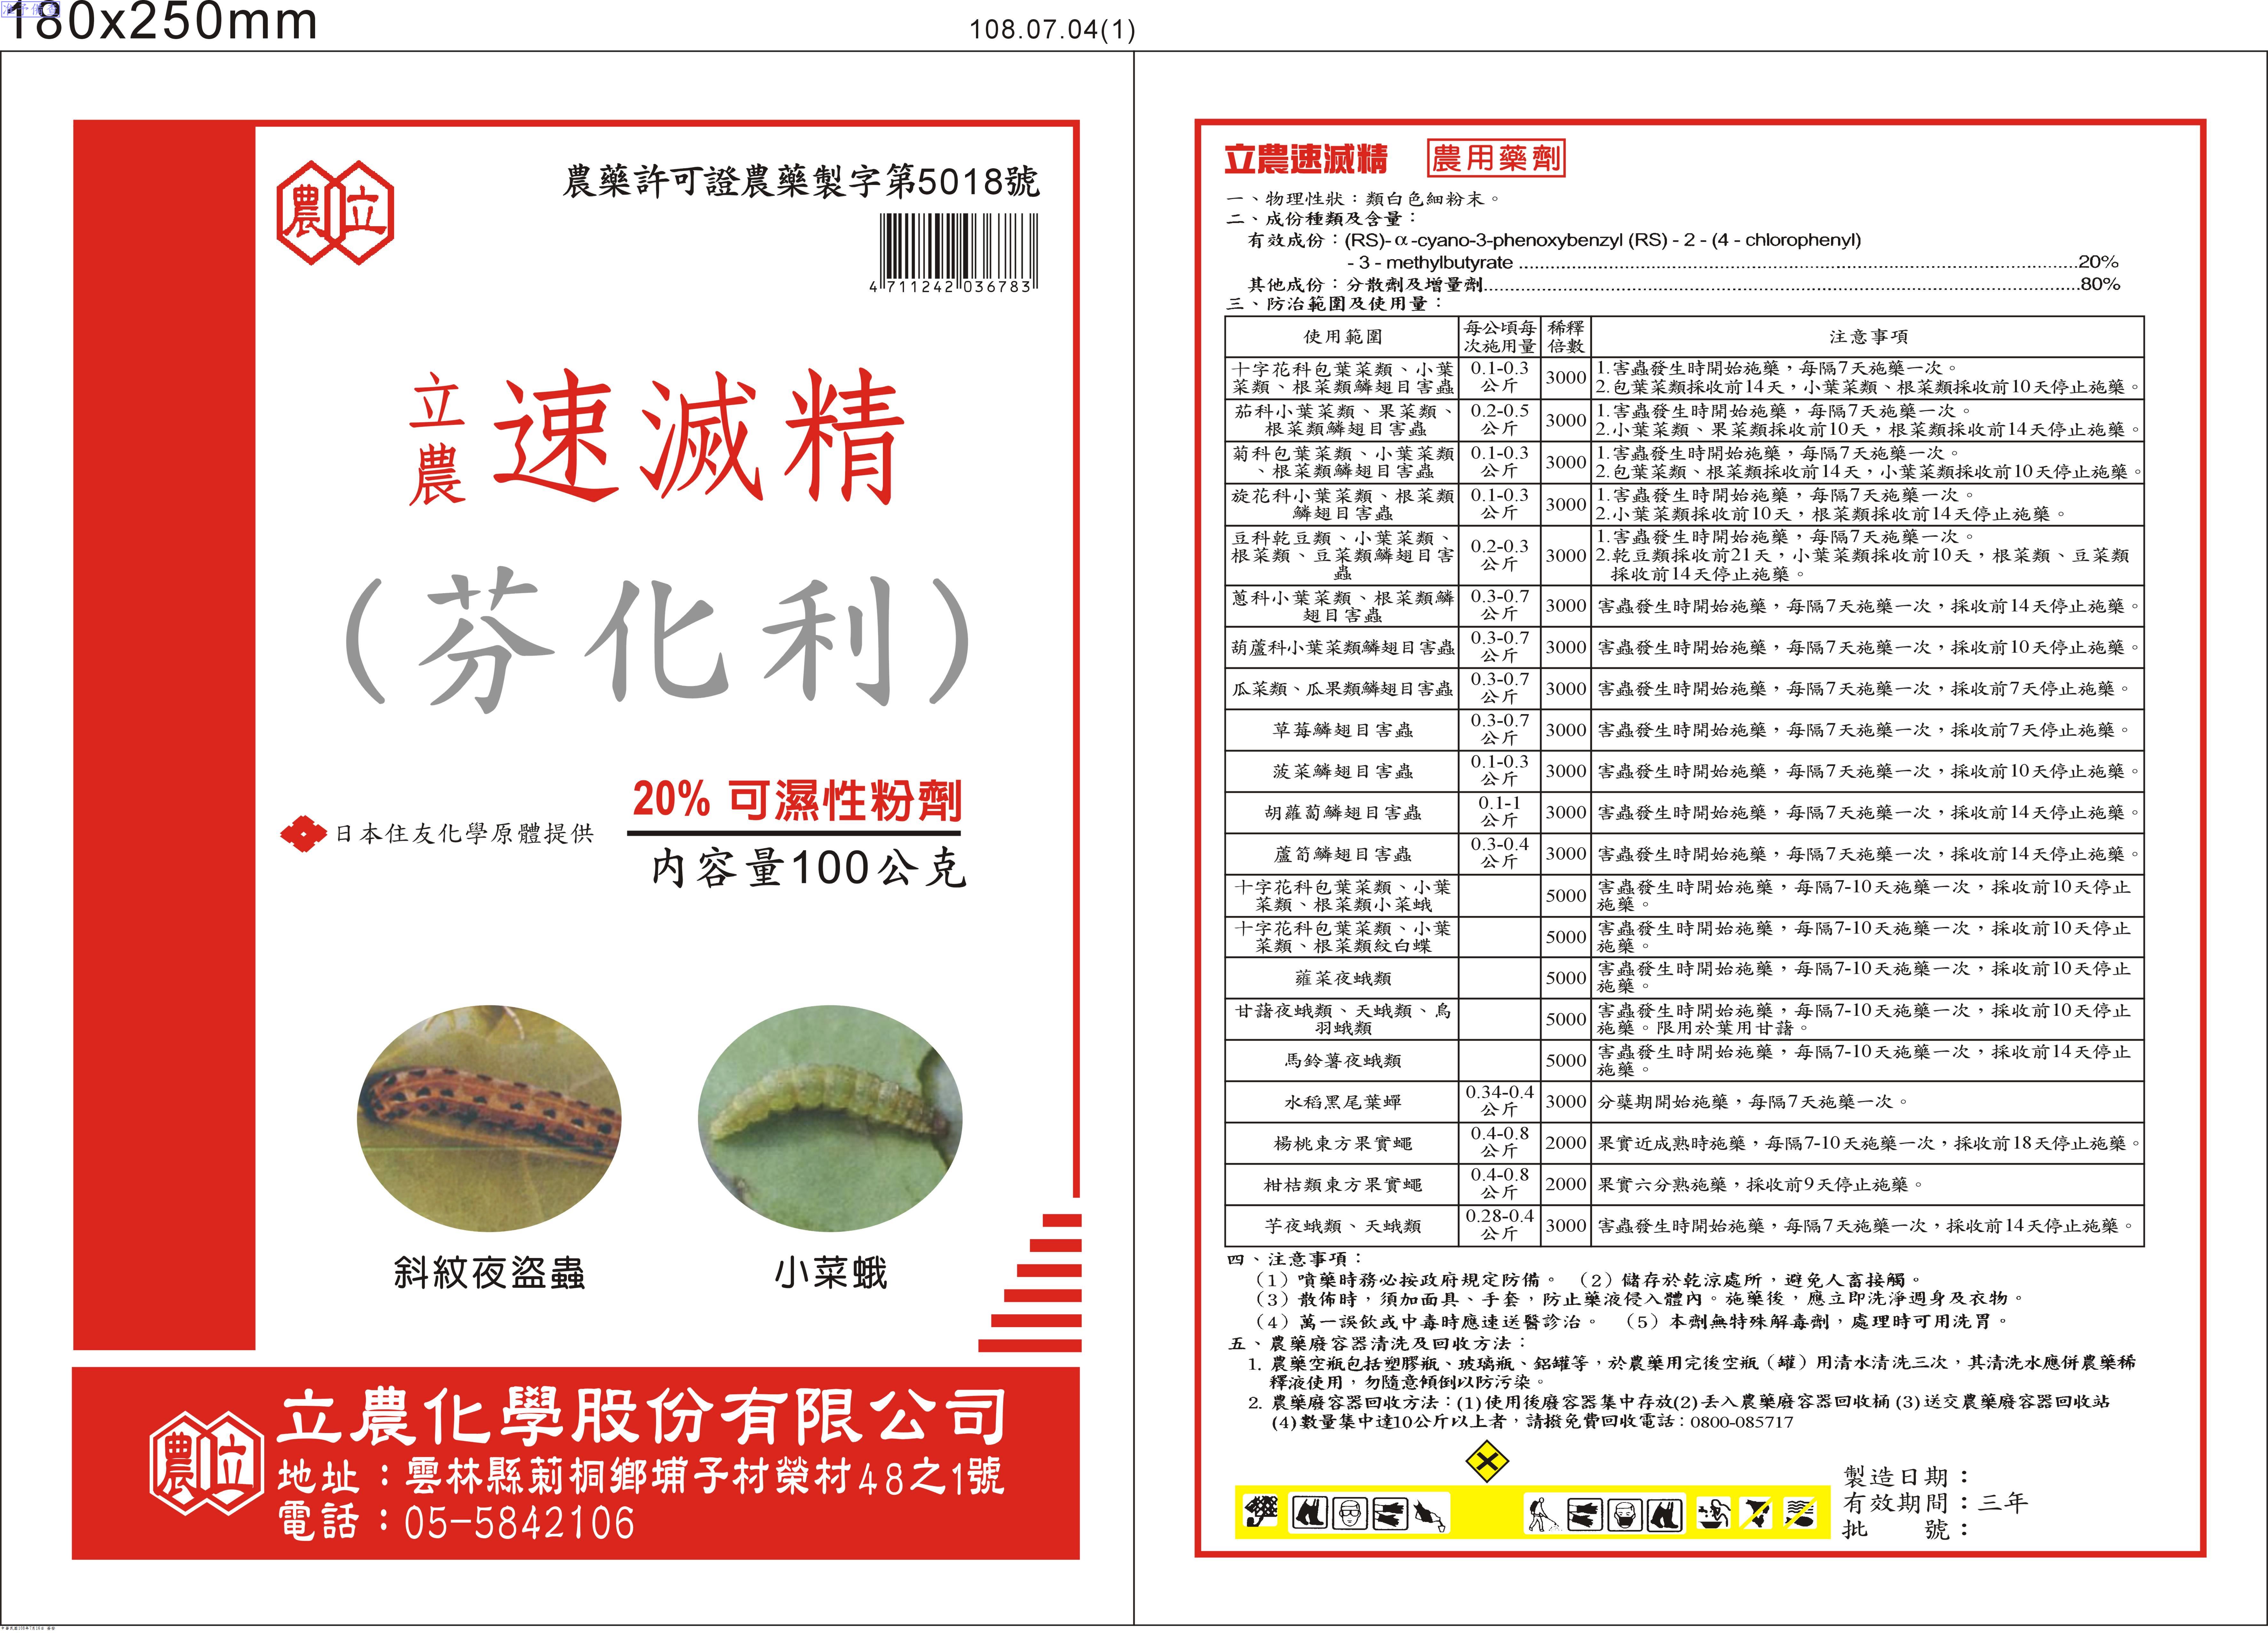 180x250mm
108.07.04(1)
農立
農藥許可證農藥製字第5018號
4 711242 036783
立農
速滅精
(芬化利)
20% 可濕性粉劑
日本住友化學原體提供
內容量100公克
斜紋夜盜蟲
小菜蛾
農立
立農化學股份有限公司
地址：雲林縣莿桐鄉埔子村榮村48之1號
電話：05-5842106
立農速滅精 農用藥劑
一、物理性狀：類白色細粉末。
二、成份種類及含量：
有效成份：(RS)-α-cyano-3-phenoxybenzyl (RS) - 2 - (4 - chlorophenyl)
- 3 - methylbutyrate ........ 20%
其他成份：分散劑及增量劑........ 80%
三、防治範圍及使用量：
使用範圍 每公頃每次施用量 稀釋倍數 注意事項
十字花科包葉菜類、小葉菜類、根菜類鱗翅目害蟲 0.1-0.3公斤 3000 1.害蟲發生時開始施藥，每隔7天施藥一次。
2.包葉菜類採收前14天，小葉菜類、根菜類採收前10天停止施藥。
茄科小葉菜類、果菜類、根菜類鱗翅目害蟲 0.2-0.5公斤 3000 1.害蟲發生時開始施藥，每隔7天施藥一次。
2.小葉菜類、果菜類採收前10天，根菜類採收前14天停止施藥。
菊科包葉菜類、小葉菜類、根菜類鱗翅目害蟲 0.1-0.3公斤 3000 1.害蟲發生時開始施藥，每隔7天施藥一次。
2.包葉菜類、根菜類採收前14天，小葉菜類採收前10天停止施藥。
旋花科小葉菜類、根菜類鱗翅目害蟲 0.1-0.3公斤 3000 1.害蟲發生時開始施藥，每隔7天施藥一次。
2.小葉菜類採收前10天，根菜類採收前14天停止施藥。
豆科乾豆類、小葉菜類、根菜類、豆菜類鱗翅目害蟲 0.2-0.3公斤 3000 1.害蟲發生時開始施藥，每隔7天施藥一次。
2.乾豆類採收前21天，小葉菜類採收前10天，根菜類、豆菜類
採收前14天停止施藥。
蔥科小葉菜類、根菜類鱗翅目害蟲 0.3-0.7公斤 3000 害蟲發生時開始施藥，每隔7天施藥一次，採收前14天停止施藥。
葫蘆科小葉菜類鱗翅目害蟲 0.3-0.7公斤 3000 害蟲發生時開始施藥，每隔7天施藥一次，採收前10天停止施藥。
瓜菜類、瓜果類鱗翅目害蟲 0.3-0.7公斤 3000 害蟲發生時開始施藥，每隔7天施藥一次，採收前7天停止施藥。
草莓鱗翅目害蟲 0.3-0.7公斤 3000 害蟲發生時開始施藥，每隔7天施藥一次，採收前7天停止施藥。
菠菜鱗翅目害蟲 0.1-0.3公斤 3000 害蟲發生時開始施藥，每隔7天施藥一次，採收前10天停止施藥。
胡蘿蔔鱗翅目害蟲 0.1-1公斤 3000 害蟲發生時開始施藥，每隔7天施藥一次，採收前14天停止施藥。
蘆筍鱗翅目害蟲 0.3-0.4公斤 3000 害蟲發生時開始施藥，每隔7天施藥一次，採收前14天停止施藥。
十字花科包葉菜類、小葉菜類、根菜類小菜蛾 5000 害蟲發生時開始施藥，每隔7-10天施藥一次，採收前10天停止
施藥。
十字花科包葉菜類、小葉菜類、根菜類紋白蝶 5000 害蟲發生時開始施藥，每隔7-10天施藥一次，採收前10天停止
施藥。
蕹菜夜蛾類 5000 害蟲發生時開始施藥，每隔7-10天施藥一次，採收前10天停止
施藥。
甘藷夜蛾類、天蛾類、鳥羽蛾類 5000 害蟲發生時開始施藥，每隔7-10天施藥一次，採收前10天停止
施藥。限用於葉用甘藷。
馬鈴薯夜蛾類 5000 害蟲發生時開始施藥，每隔7-10天施藥一次，採收前14天停止
施藥。
水稻黑尾葉蟬 0.34-0.4公斤 3000 分蘗期開始施藥，每隔7天施藥一次。
楊桃東方果實蠅 0.4-0.8公斤 2000 果實近成熟時施藥，每隔7-10天施藥一次，採收前18天停止施藥。
柑桔類東方果實蠅 0.4-0.8公斤 2000 果實六分熟施藥，採收前9天停止施藥。
芋夜蛾類、天蛾類 0.28-0.4公斤 3000 害蟲發生時開始施藥，每隔7天施藥一次，採收前14天停止施藥。
四、注意事項：
（1）噴藥時務必按政府規定防備。（2）儲存於乾涼處所，避免人畜接觸。
（3）散佈時，須加面具、手套，防止藥液侵入體內。施藥後，應立即洗淨週身及衣物。
（4）萬一誤飲或中毒時應速送醫診治。（5）本劑無特殊解毒劑，處理時可用洗胃。
五、農藥廢容器清洗及回收方法：
1. 農藥空瓶包括塑膠瓶、玻璃瓶、鋁罐等，於農藥用完後空瓶（罐）用清水清洗三次，其清洗水應併農藥稀
釋液使用，勿隨意傾倒以防污染。
2. 農藥廢容器回收方法：(1)使用後廢容器集中存放(2)丟入農藥廢容器回收桶(3)送交農藥廢容器回收站
(4)數量集中達10公斤以上者，請撥免費回收電話：0800-085717
製造日期：
有效期間：三年
批　　號：